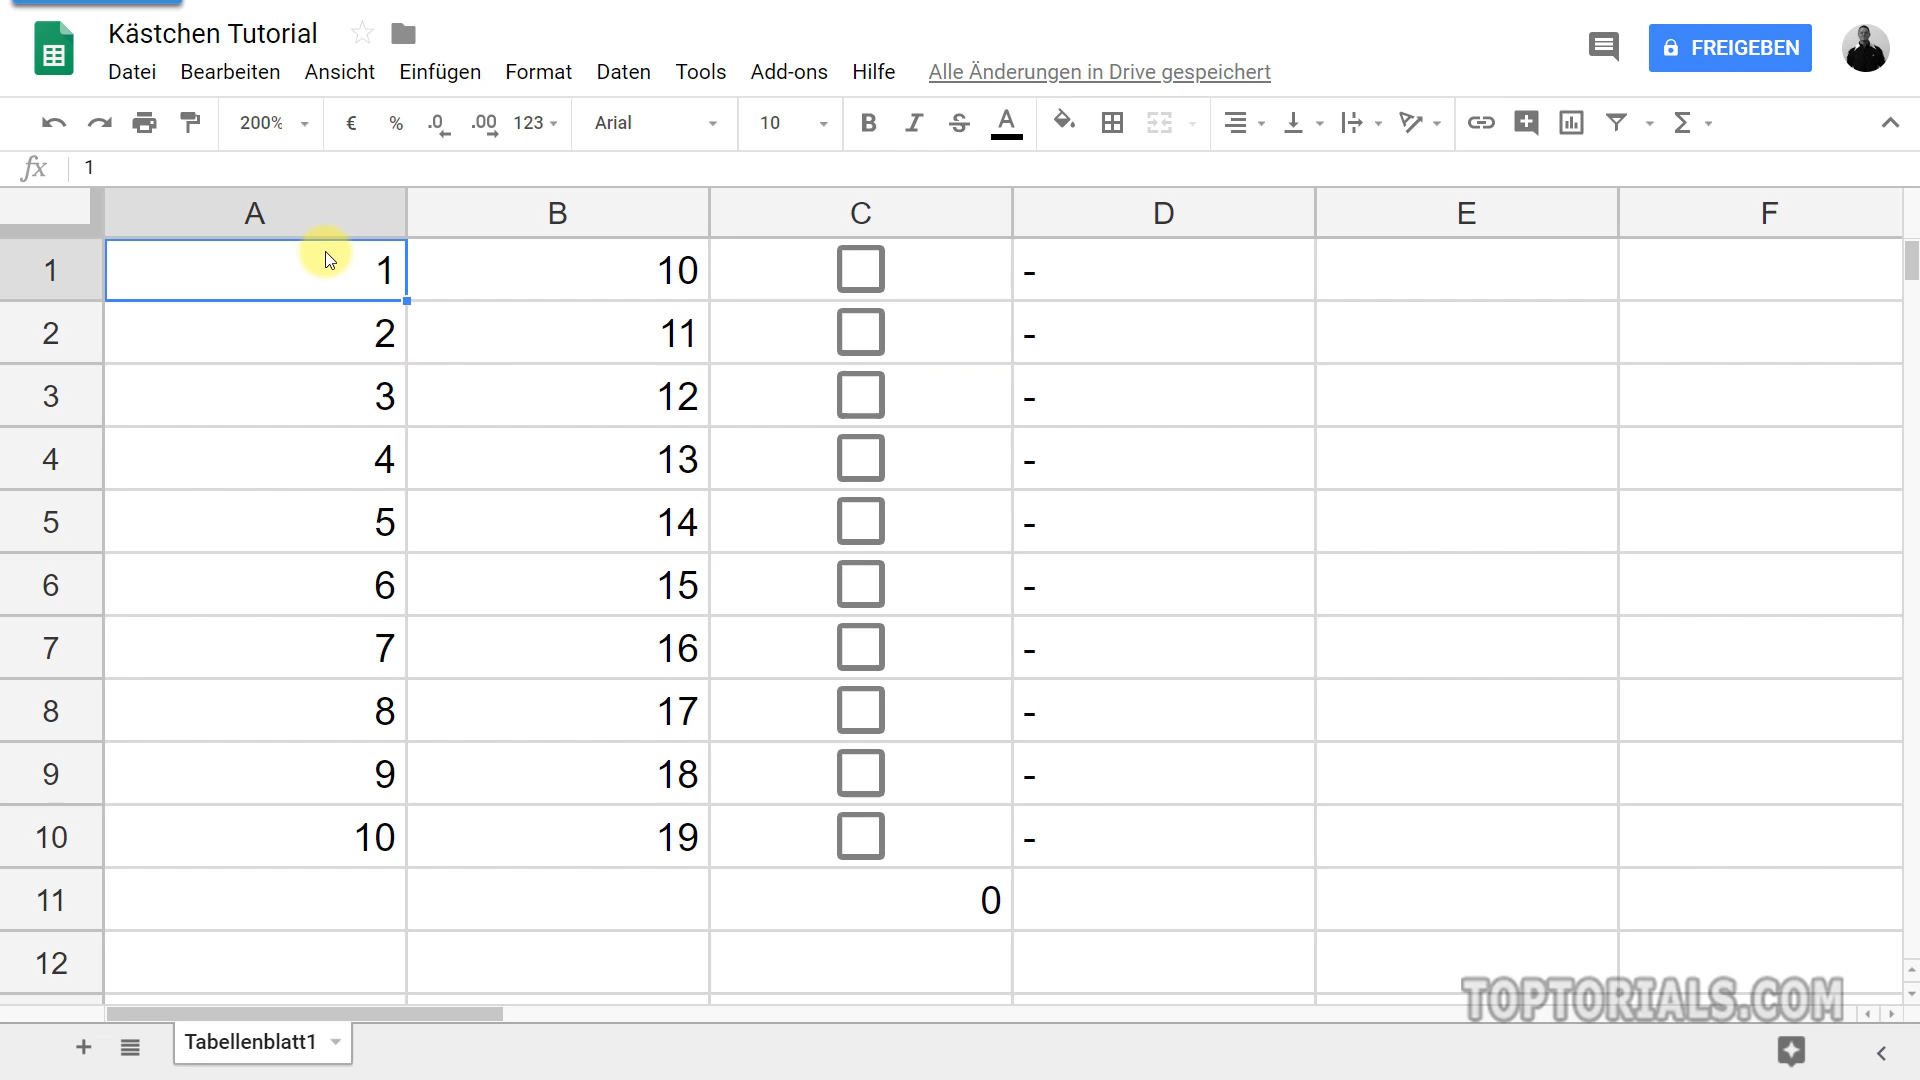 Kästchen Tutorial
Datei Bearbeiten Ansicht Einfügen Format Daten Tools Add-ons Hilfe Alle Änderungen in Drive gespeichert
FREIGEBEN
200% € % .0 .00 123 Arial 10 B I S A Σ
fx 1
A B C D E F
1 1 10 -
2 2 11 -
3 3 12 -
4 4 13 -
5 5 14 -
6 6 15 -
7 7 16 -
8 8 17 -
9 9 18 -
10 10 19 -
11 0
12
TOPTORIALS.COM
Tabellenblatt1